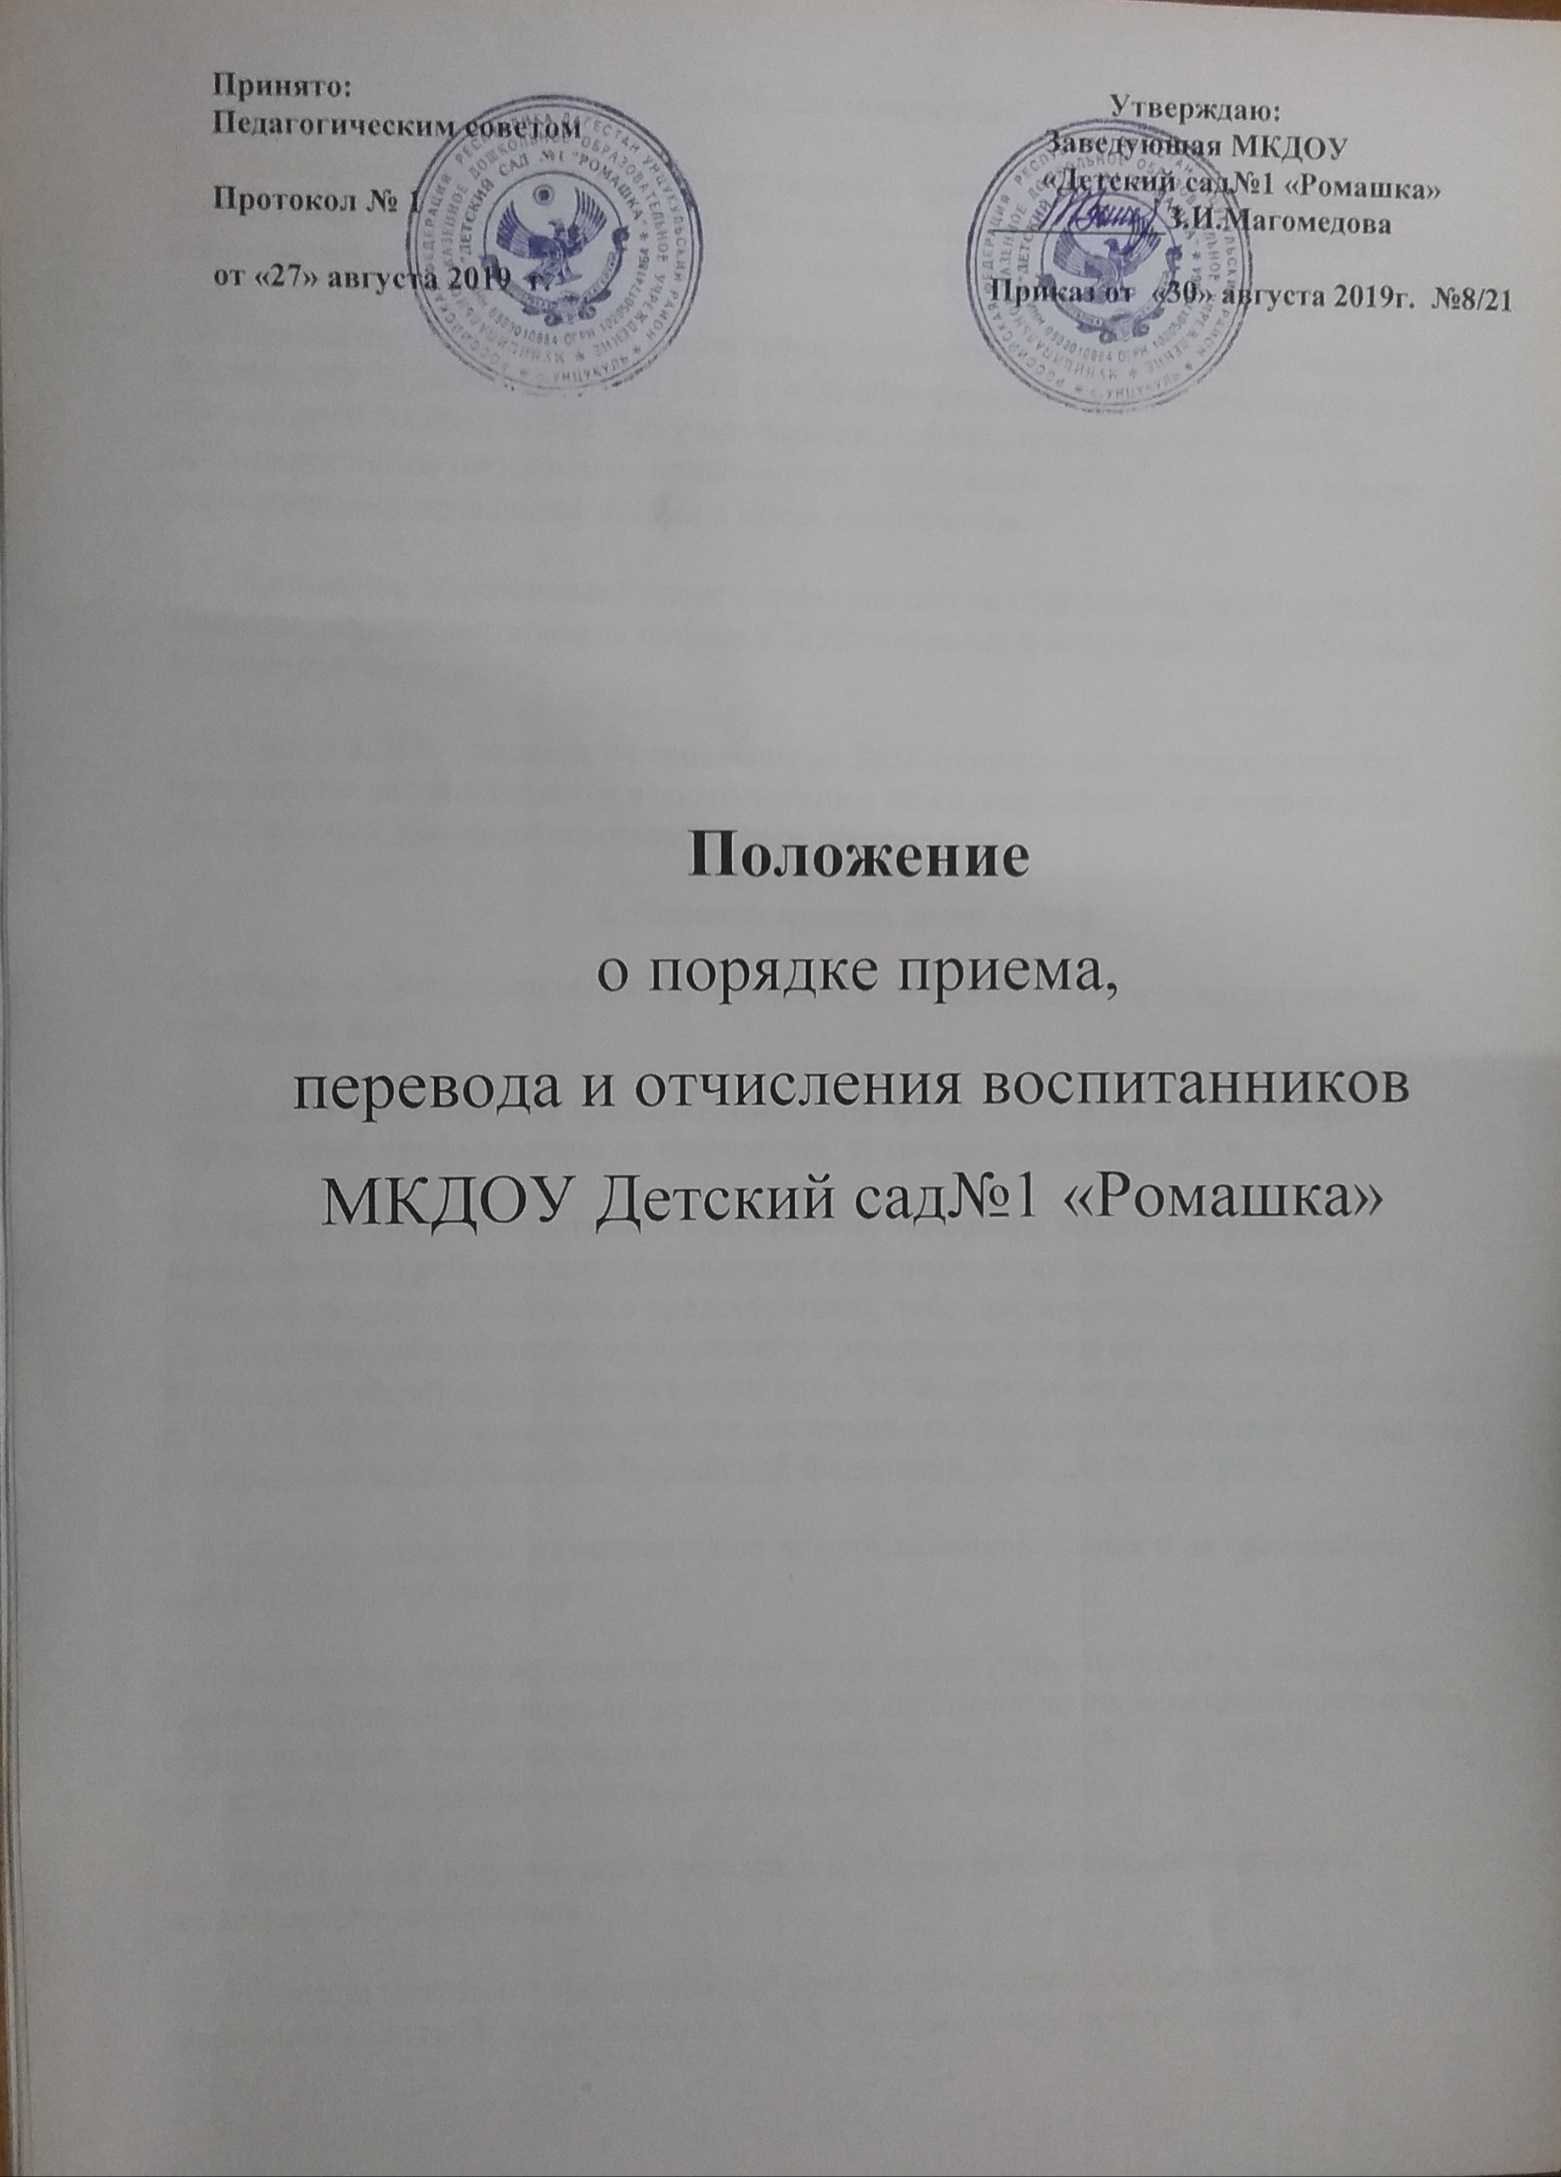 Принято:
Педагогическим советом
Протокол № 1
от «27» августа 2019 г.
Утверждаю:
Заведующая МКДОУ
«Детский сад№1 «Ромашка»
З.И.Магомедова
Приказ от «30» августа 2019г. №8/21
Положение
о порядке приема,
перевода и отчисления воспитанников
МКДОУ Детский сад№1 «Ромашка»